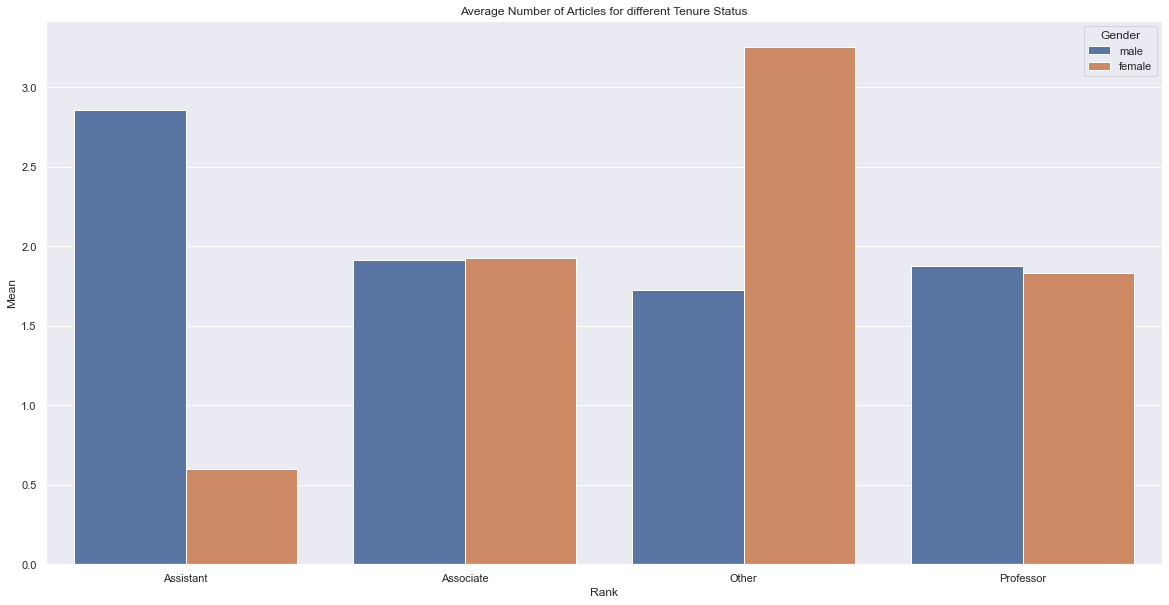 Average Number of Articles for different Tenure Status
Gender
male
female
3.0
2.5
2.0
1.5
1.0
0.5
0.0
Mean
Assistant
Associate
Other
Professor
Rank